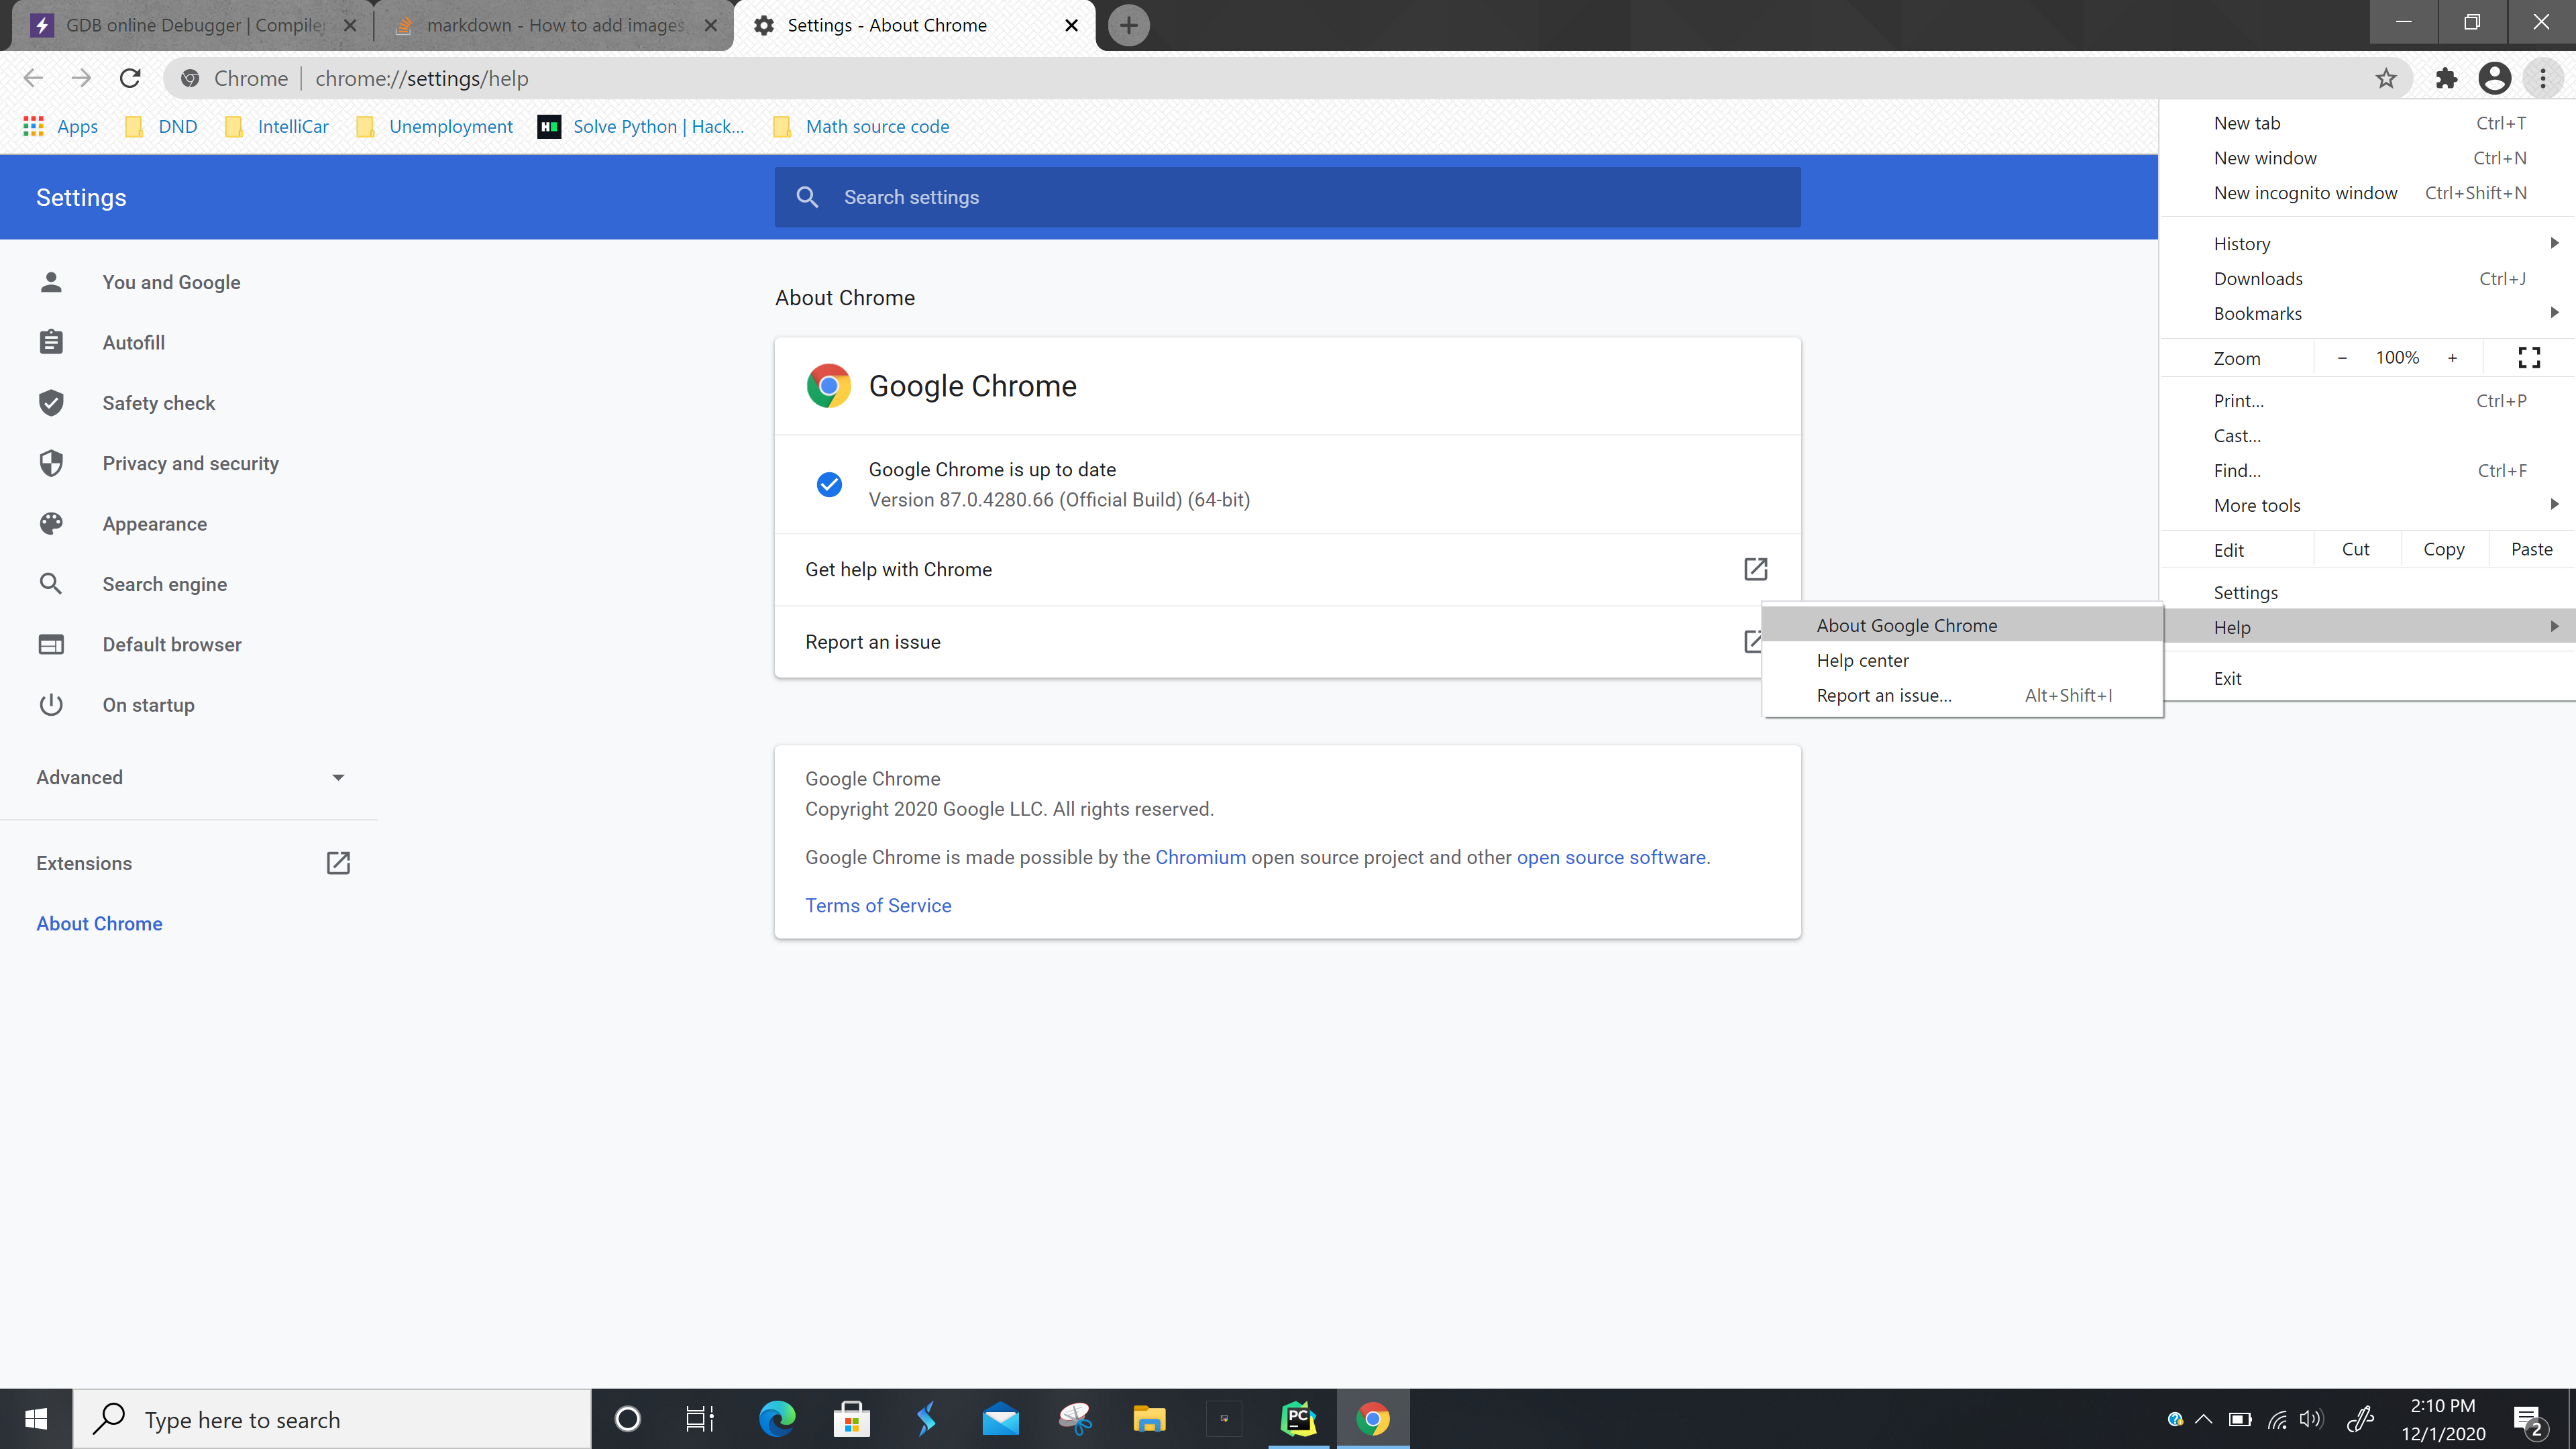 GDB online Debugger | Compiler
markdown - How to add images
Settings - About Chrome
Chrome
chrome://settings/help
Apps
DND
IntelliCar
Unemployment
Solve Python | Hack...
Math source code
Settings
Search settings
You and Google
Autofill
Safety check
Privacy and security
Appearance
Search engine
Default browser
On startup
Advanced
Extensions
About Chrome
About Chrome
Google Chrome
Google Chrome is up to date
Version 87.0.4280.66 (Official Build) (64-bit)
Get help with Chrome
Report an issue
Google Chrome
Copyright 2020 Google LLC. All rights reserved.
Google Chrome is made possible by the Chromium open source project and other open source software.
Terms of Service
New tab Ctrl+T
New window Ctrl+N
New incognito window Ctrl+Shift+N
History
Downloads Ctrl+J
Bookmarks
Zoom - 100% +
Print... Ctrl+P
Cast...
Find... Ctrl+F
More tools
Edit Cut Copy Paste
Settings
Help
Exit
About Google Chrome
Help center
Report an issue... Alt+Shift+I
Type here to search
PC
2:10 PM
12/1/2020
2